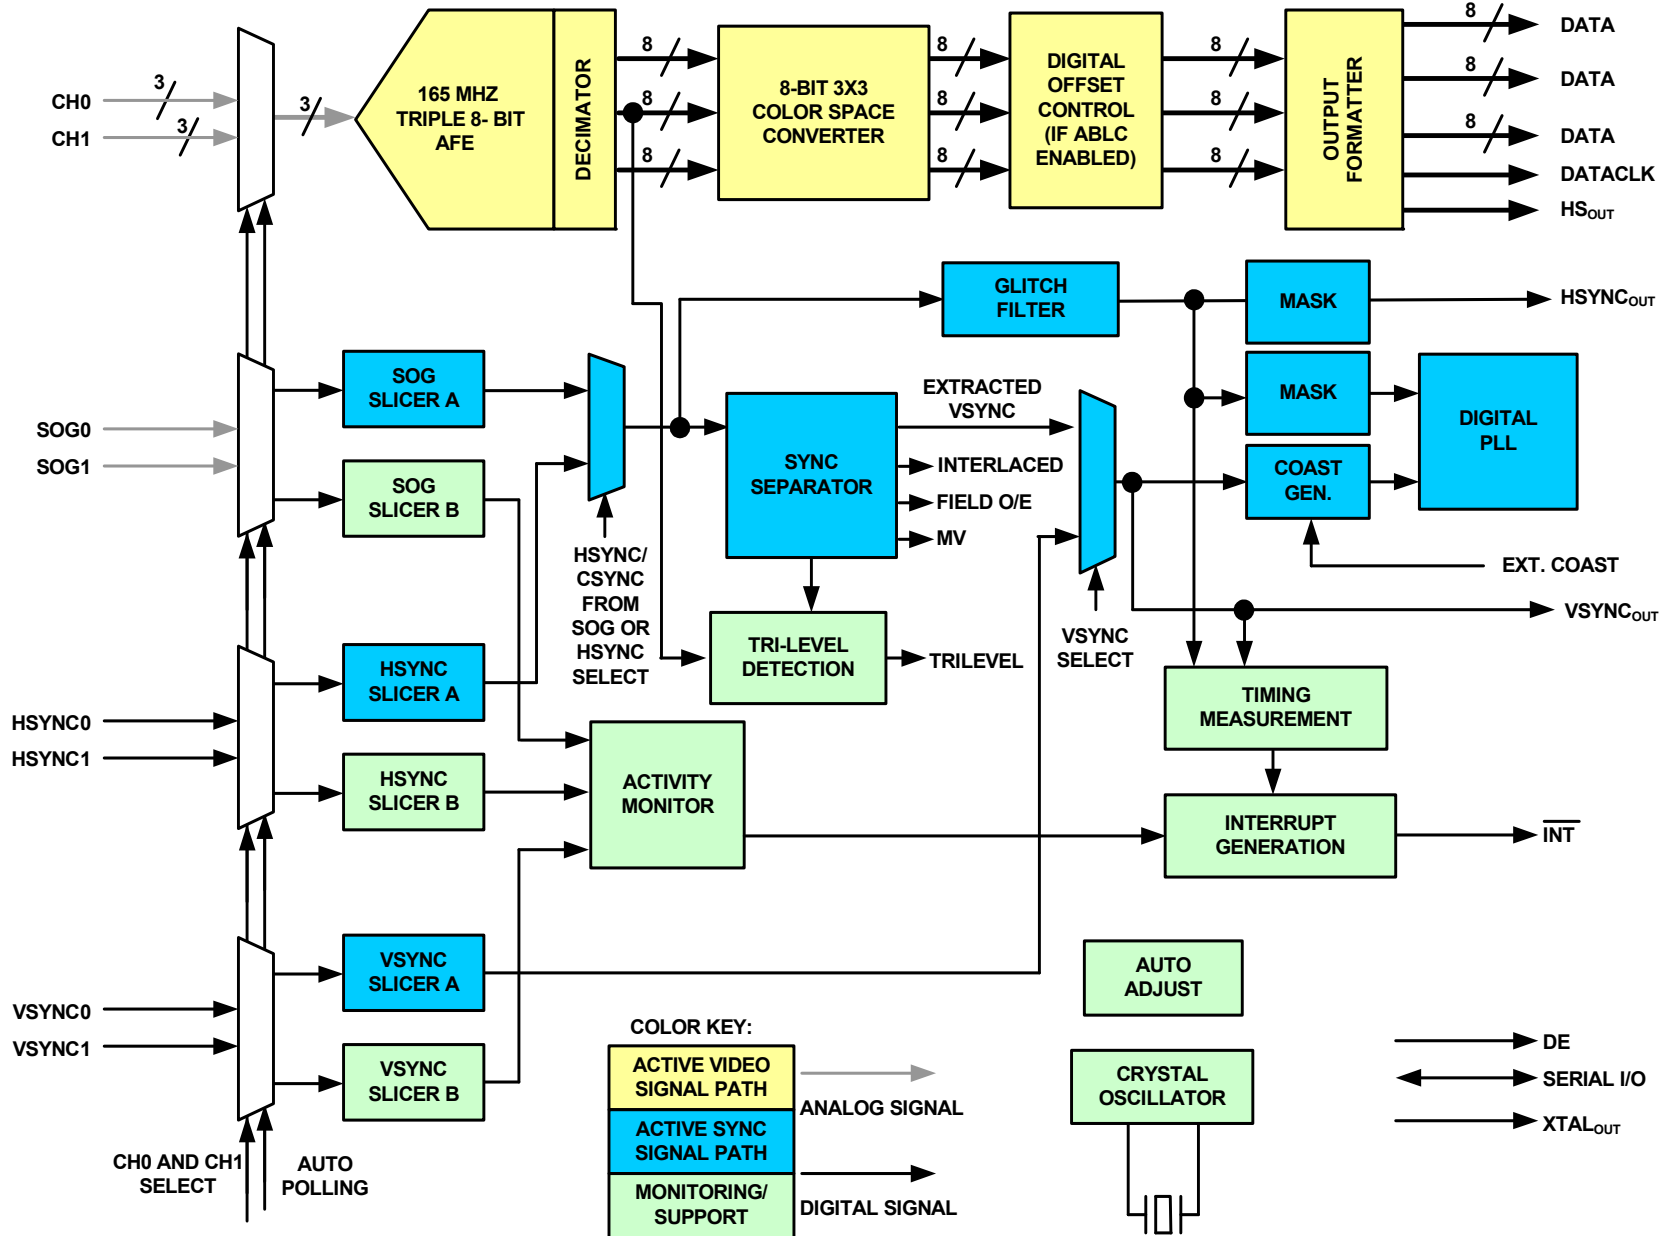 CH0
CH1
3
3
3
165 MHZ
TRIPLE 8- BIT
AFE
DECIMATOR
8
8
8
8-BIT 3X3
COLOR SPACE
CONVERTER
8
8
8
DIGITAL
OFFSET
CONTROL
(IF ABLC
ENABLED)
8
8
8
OUTPUT
FORMATTER
8
DATA
8
DATA
8
DATA
DATACLK
HSOUT
GLITCH
FILTER
MASK
HSYNCOUT
SOG0
SOG1
SOG
SLICER A
SOG
SLICER B
HSYNC/
CSYNC
FROM
SOG OR
HSYNC
SELECT
SYNC
SEPARATOR
EXTRACTED
VSYNC
INTERLACED
FIELD O/E
MV
TRI-LEVEL
DETECTION
TRILEVEL
VSYNC
SELECT
MASK
COAST
GEN.
DIGITAL
PLL
EXT. COAST
VSYNCOUT
HSYNC0
HSYNC1
HSYNC
SLICER A
HSYNC
SLICER B
ACTIVITY
MONITOR
TIMING
MEASUREMENT
INTERRUPT
GENERATION
INT
VSYNC0
VSYNC1
VSYNC
SLICER A
VSYNC
SLICER B
CH0 AND CH1
SELECT
AUTO
POLLING
COLOR KEY:
ACTIVE VIDEO
SIGNAL PATH
ACTIVE SYNC
SIGNAL PATH
MONITORING/
SUPPORT
ANALOG SIGNAL
DIGITAL SIGNAL
AUTO
ADJUST
CRYSTAL
OSCILLATOR
DE
SERIAL I/O
XTALOUT